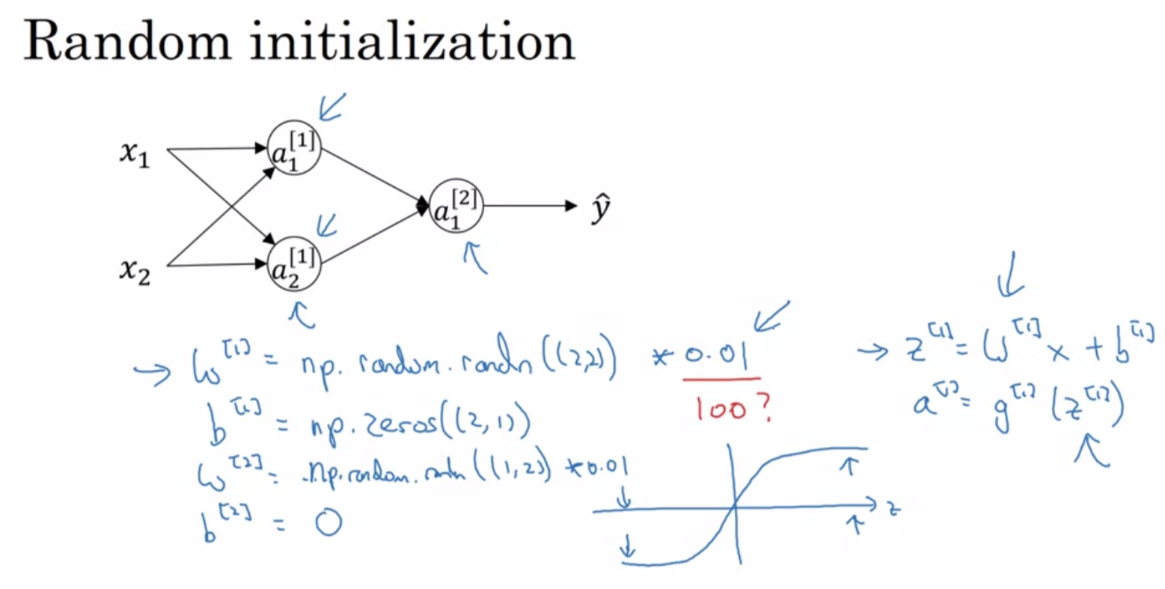 Random initialization
x₁
a₁^[1]
a₁^[2]
ŷ
x₂
a₂^[1]
→ W^[1] = np.random.randn((2,2)) * 0.01
100?
→ z^[1] = W^[1] x + b^[1]
a^[1] = g^[1] (z^[1])
b^[1] = np.zeros((2,1))
W^[2] = np.random.randn((1,2)) * 0.01
z
b^[2] = 0